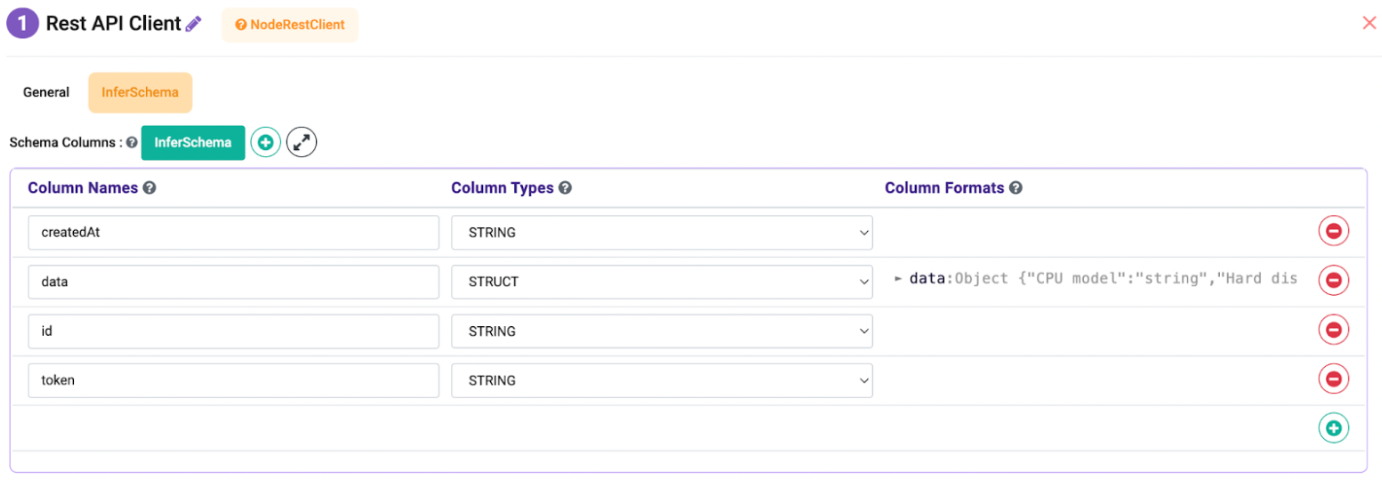 1 Rest API Client NodeRestClient
General InferSchema
Schema Columns : InferSchema
Column Names Column Types Column Formats
createdAt STRING
data STRUCT data:Object {"CPU model":"string","Hard dis
id STRING
token STRING